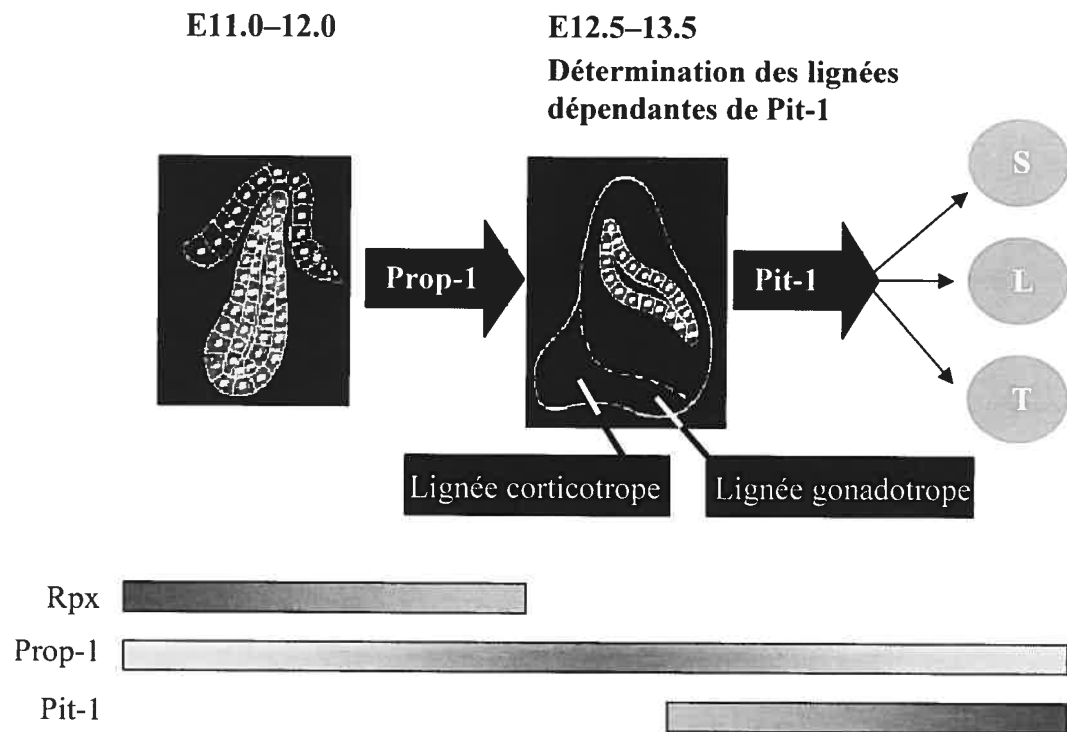 E11.0–12.0
E12.5–13.5
Détermination des lignées
dépendantes de Pit-1
Prop-1
Pit-1
S
L
T
Lignée corticotrope
Lignée gonadotrope
Rpx
Prop-1
Pit-1